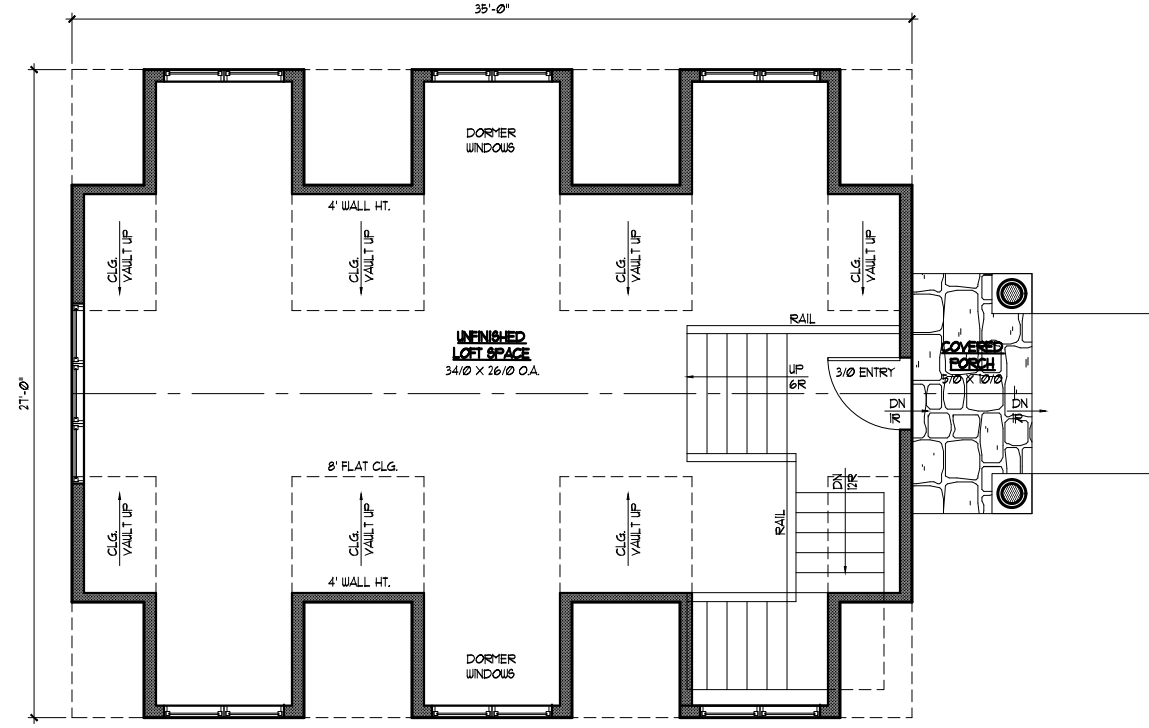 35'-0"
DORMER
WINDOWS
4' WALL HT.
CLG.
VAULT UP
CLG.
VAULT UP
CLG.
VAULT UP
CLG.
VAULT UP
RAIL
UNFINISHED
LOFT SPACE
34/0 X 26/0 O.A.
UP
6R
3/0 ENTRY
COVERED
PORCH
5/0 X 10/0
DN
1R
DN
1R
27'-0"
8' FLAT CLG.
DN
12R
CLG.
VAULT UP
CLG.
VAULT UP
CLG.
VAULT UP
RAIL
4' WALL HT.
DORMER
WINDOWS